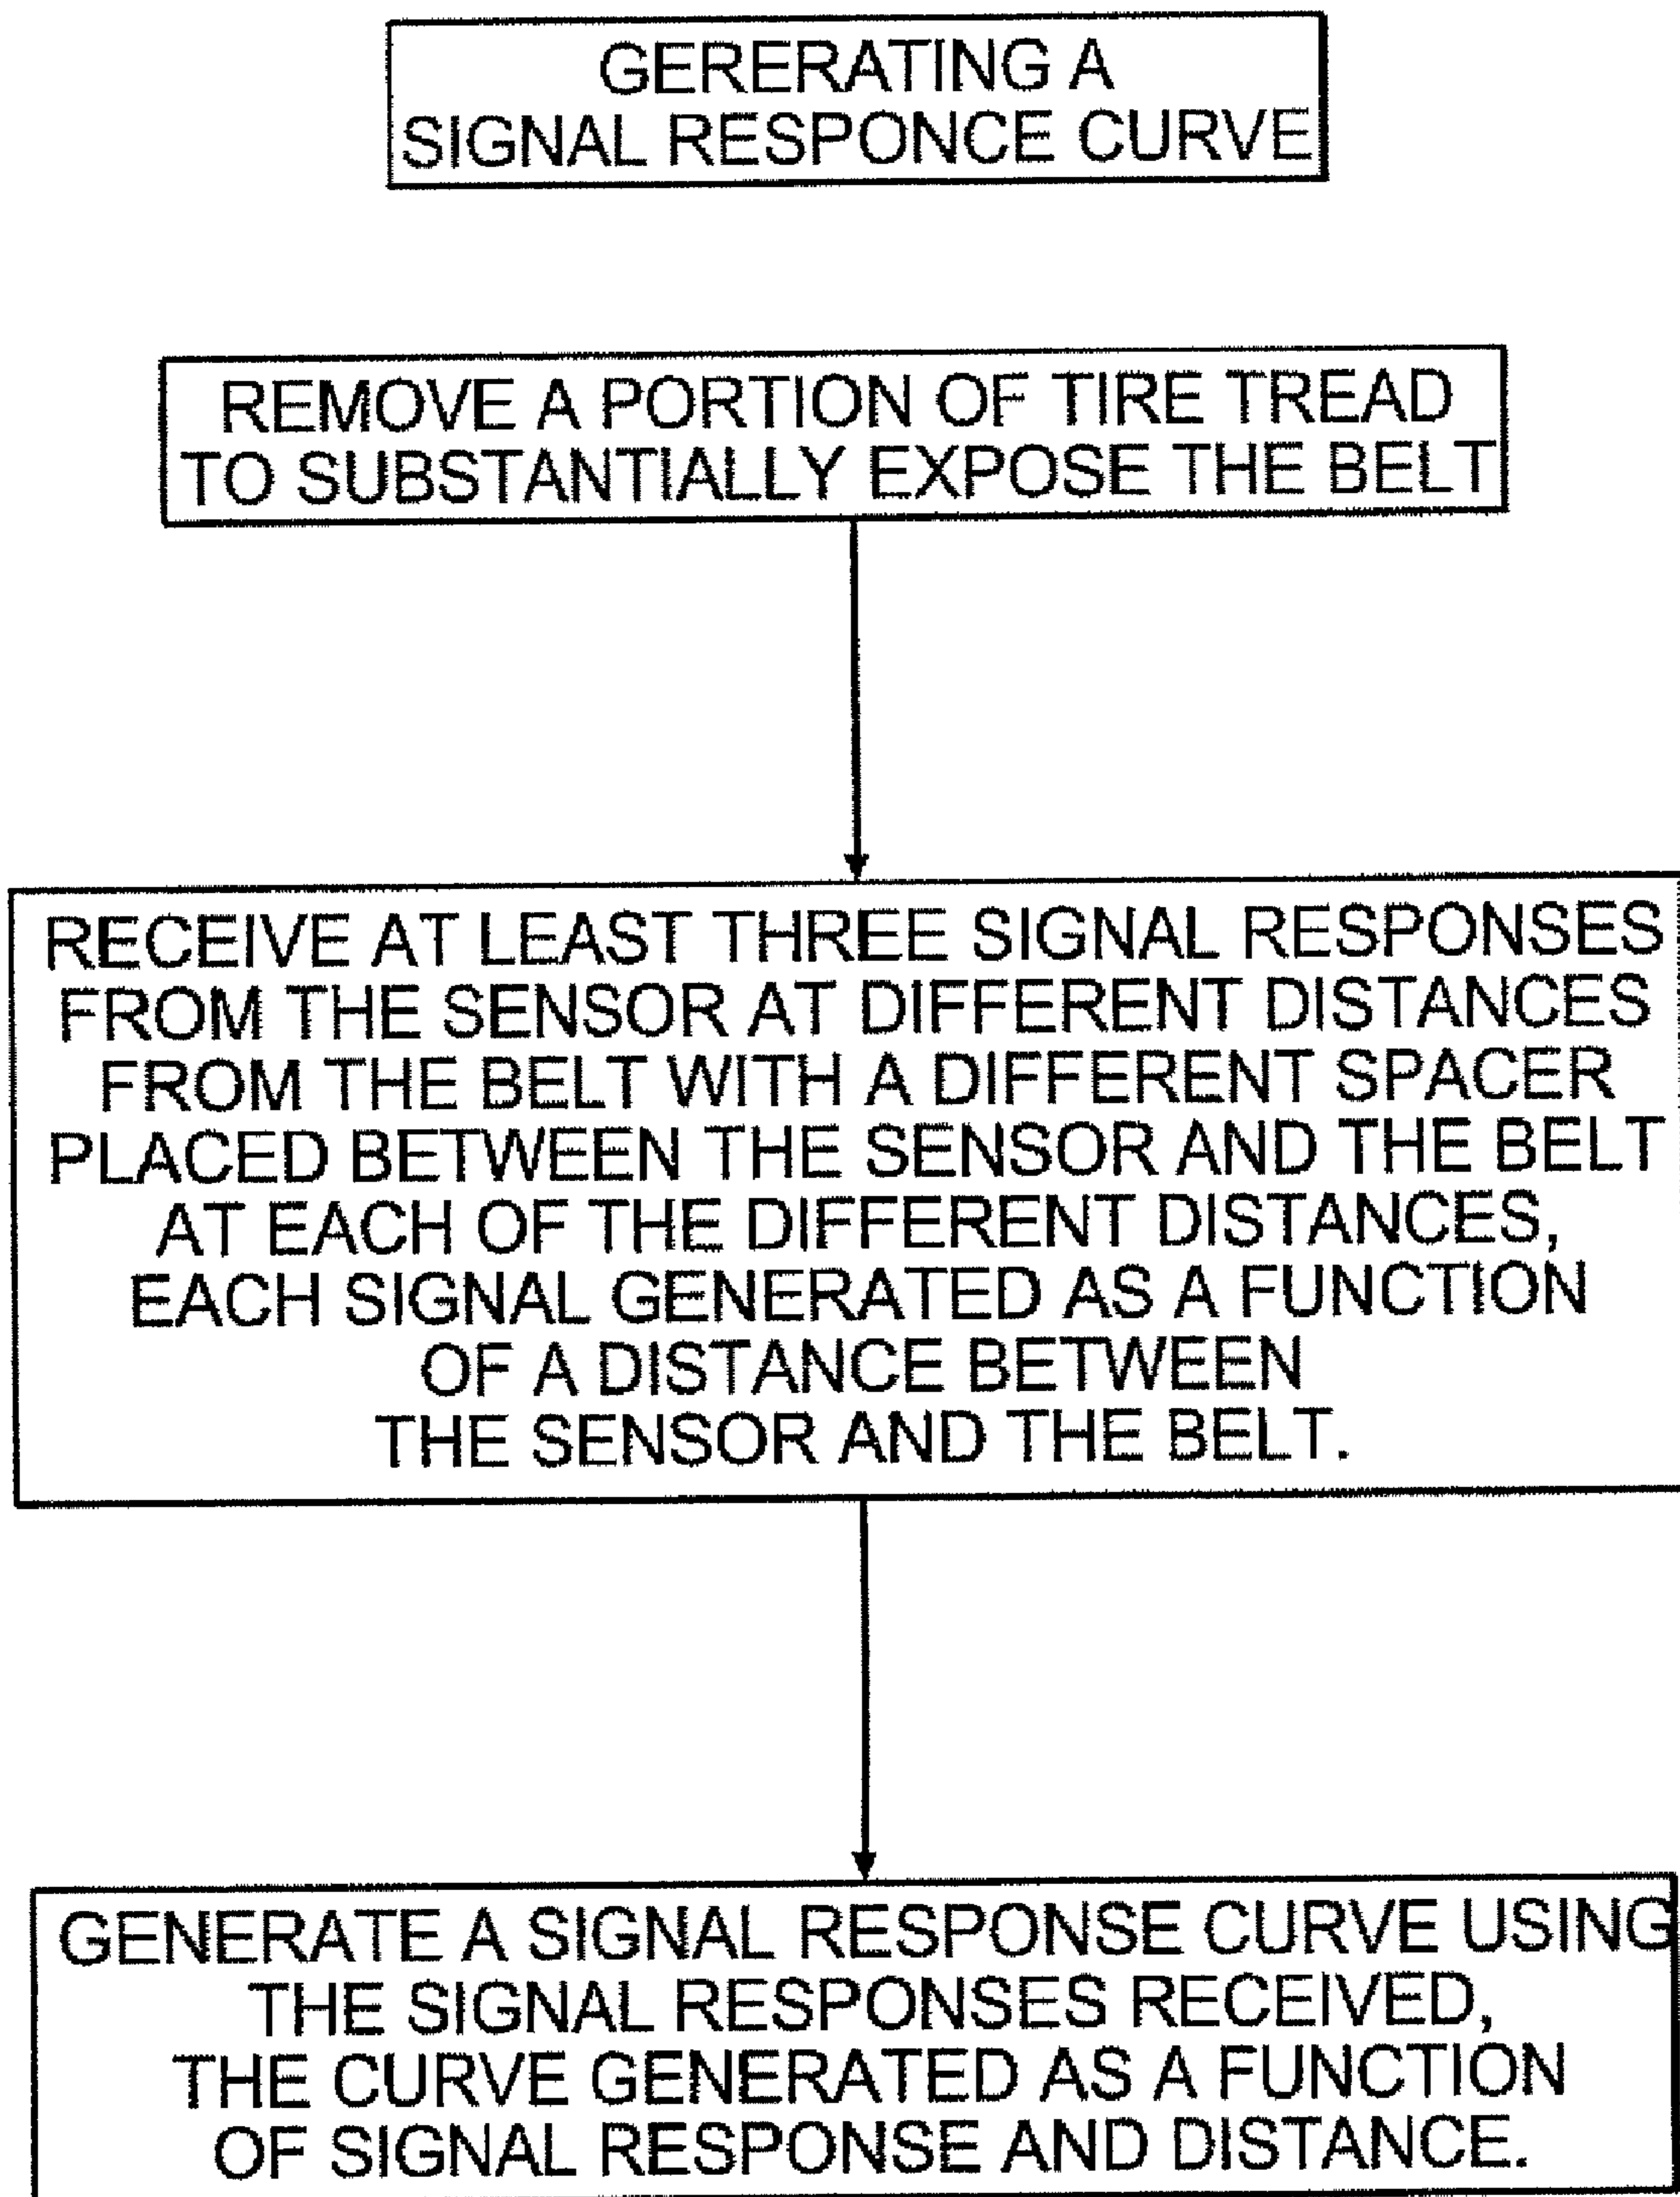 GERERATING A
SIGNAL RESPONCE CURVE
REMOVE A PORTION OF TIRE TREAD
TO SUBSTANTIALLY EXPOSE THE BELT
RECEIVE AT LEAST THREE SIGNAL RESPONSES
FROM THE SENSOR AT DIFFERENT DISTANCES
FROM THE BELT WITH A DIFFERENT SPACER
PLACED BETWEEN THE SENSOR AND THE BELT
AT EACH OF THE DIFFERENT DISTANCES,
EACH SIGNAL GENERATED AS A FUNCTION
OF A DISTANCE BETWEEN
THE SENSOR AND THE BELT.
GENERATE A SIGNAL RESPONSE CURVE USING
THE SIGNAL RESPONSES RECEIVED,
THE CURVE GENERATED AS A FUNCTION
OF SIGNAL RESPONSE AND DISTANCE.